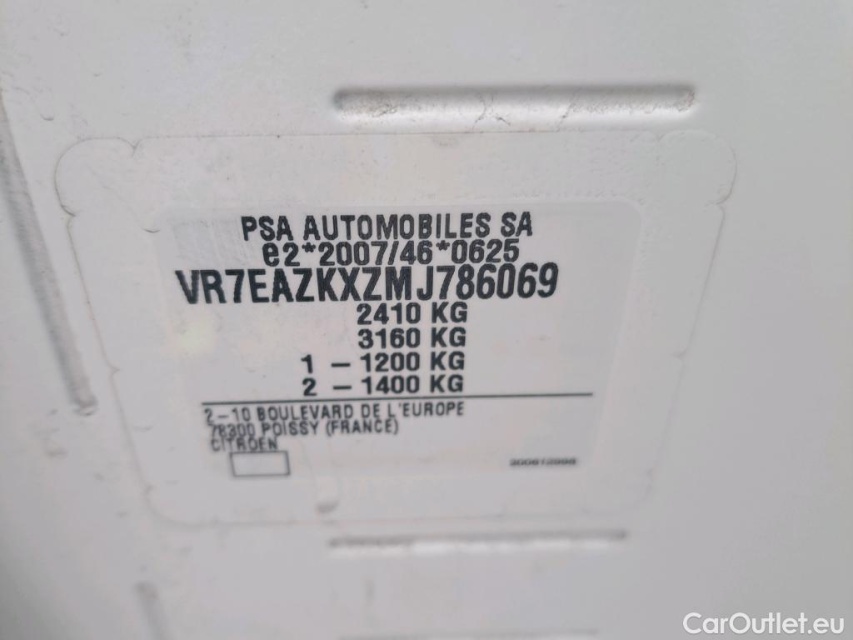 PSA AUTOMOBILES SA
e2*2007/46*0625
VR7EAZKXZMJ786069
2410 KG
3160 KG
1 – 1200 KG
2 – 1400 KG
2–10 BOULEVARD DE L'EUROPE
78300 POISSY (FRANCE)
CITROEN
CarOutlet.eu